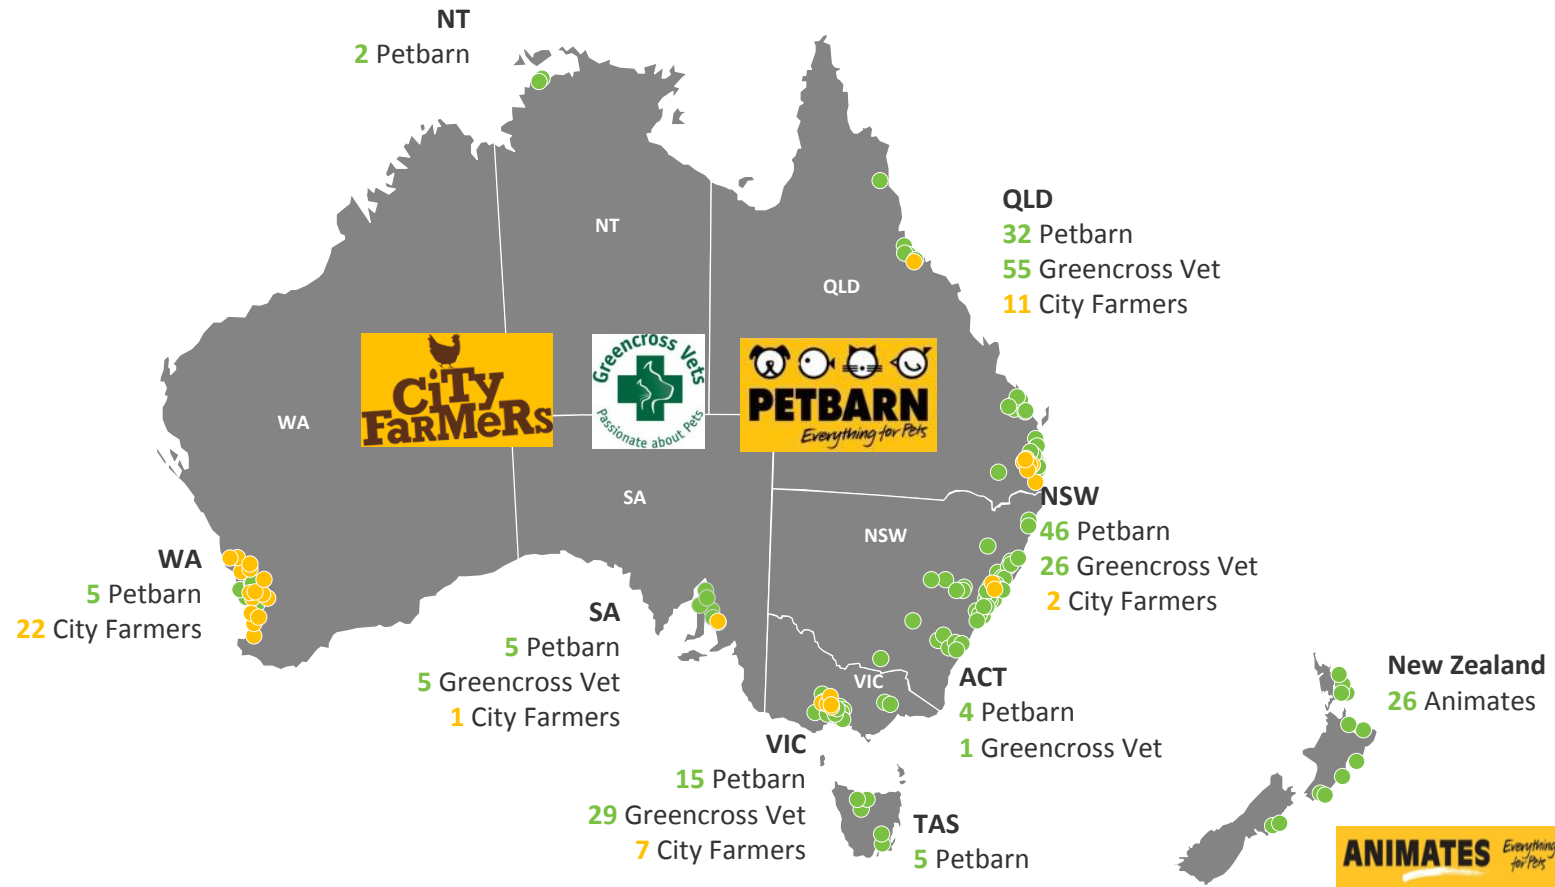 NT
2 Petbarn
NT
QLD
QLD
32 Petbarn
55 Greencross Vet
11 City Farmers
CiTy
FaRMeRs
Greencross Vets
Passionate about Pets
PETBARN
Everything for Pets
WA
SA
NSW
NSW
46 Petbarn
26 Greencross Vet
2 City Farmers
WA
5 Petbarn
22 City Farmers
SA
5 Petbarn
5 Greencross Vet
1 City Farmers
VIC
ACT
4 Petbarn
1 Greencross Vet
New Zealand
26 Animates
VIC
15 Petbarn
29 Greencross Vet
7 City Farmers
TAS
5 Petbarn
ANIMATES
Everything
for Pets